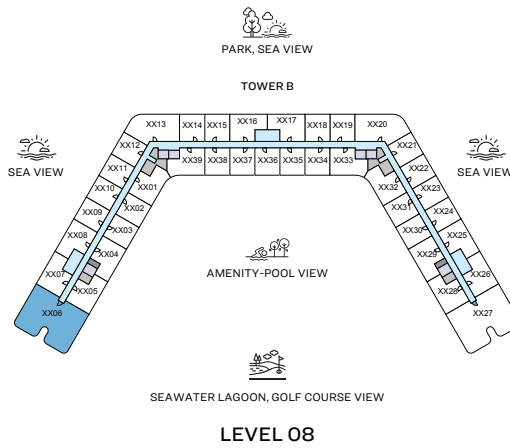 PARK, SEA VIEW
TOWER B
XX13
XX14
XX15
XX16
XX17
XX18
XX19
XX20
XX12
XX21
XX39
XX38
XX37
XX36
XX35
XX34
XX33
SEA VIEW
SEA VIEW
XX11
XX01
XX32
XX22
XX10
XX02
XX31
XX23
XX09
XX03
XX30
XX24
XX08
XX04
XX29
XX25
XX07
XX05
XX28
XX26
AMENITY-POOL VIEW
XX06
XX27
SEAWATER LAGOON, GOLF COURSE VIEW
LEVEL 08